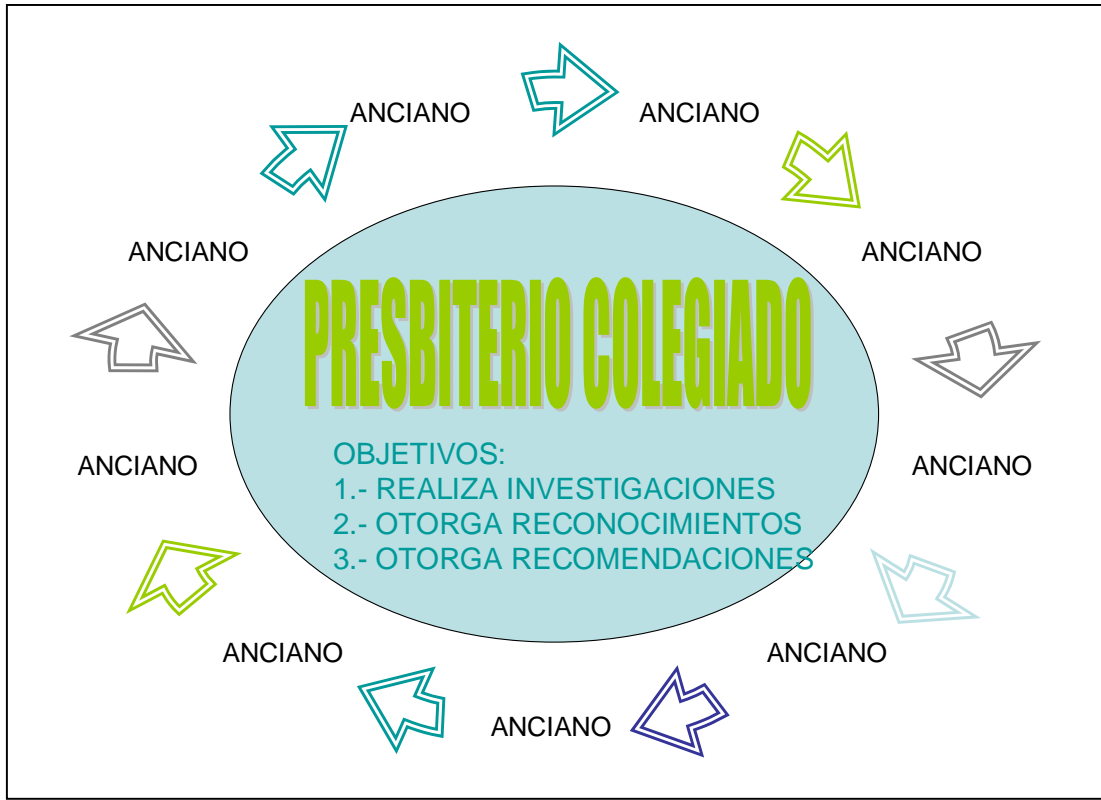 ANCIANO
ANCIANO
ANCIANO
ANCIANO
PRESBITERIO COLEGIADO
OBJETIVOS:
ANCIANO
ANCIANO
1.- REALIZA INVESTIGACIONES
2.- OTORGA RECONOCIMIENTOS
3.- OTORGA RECOMENDACIONES
ANCIANO
ANCIANO
ANCIANO